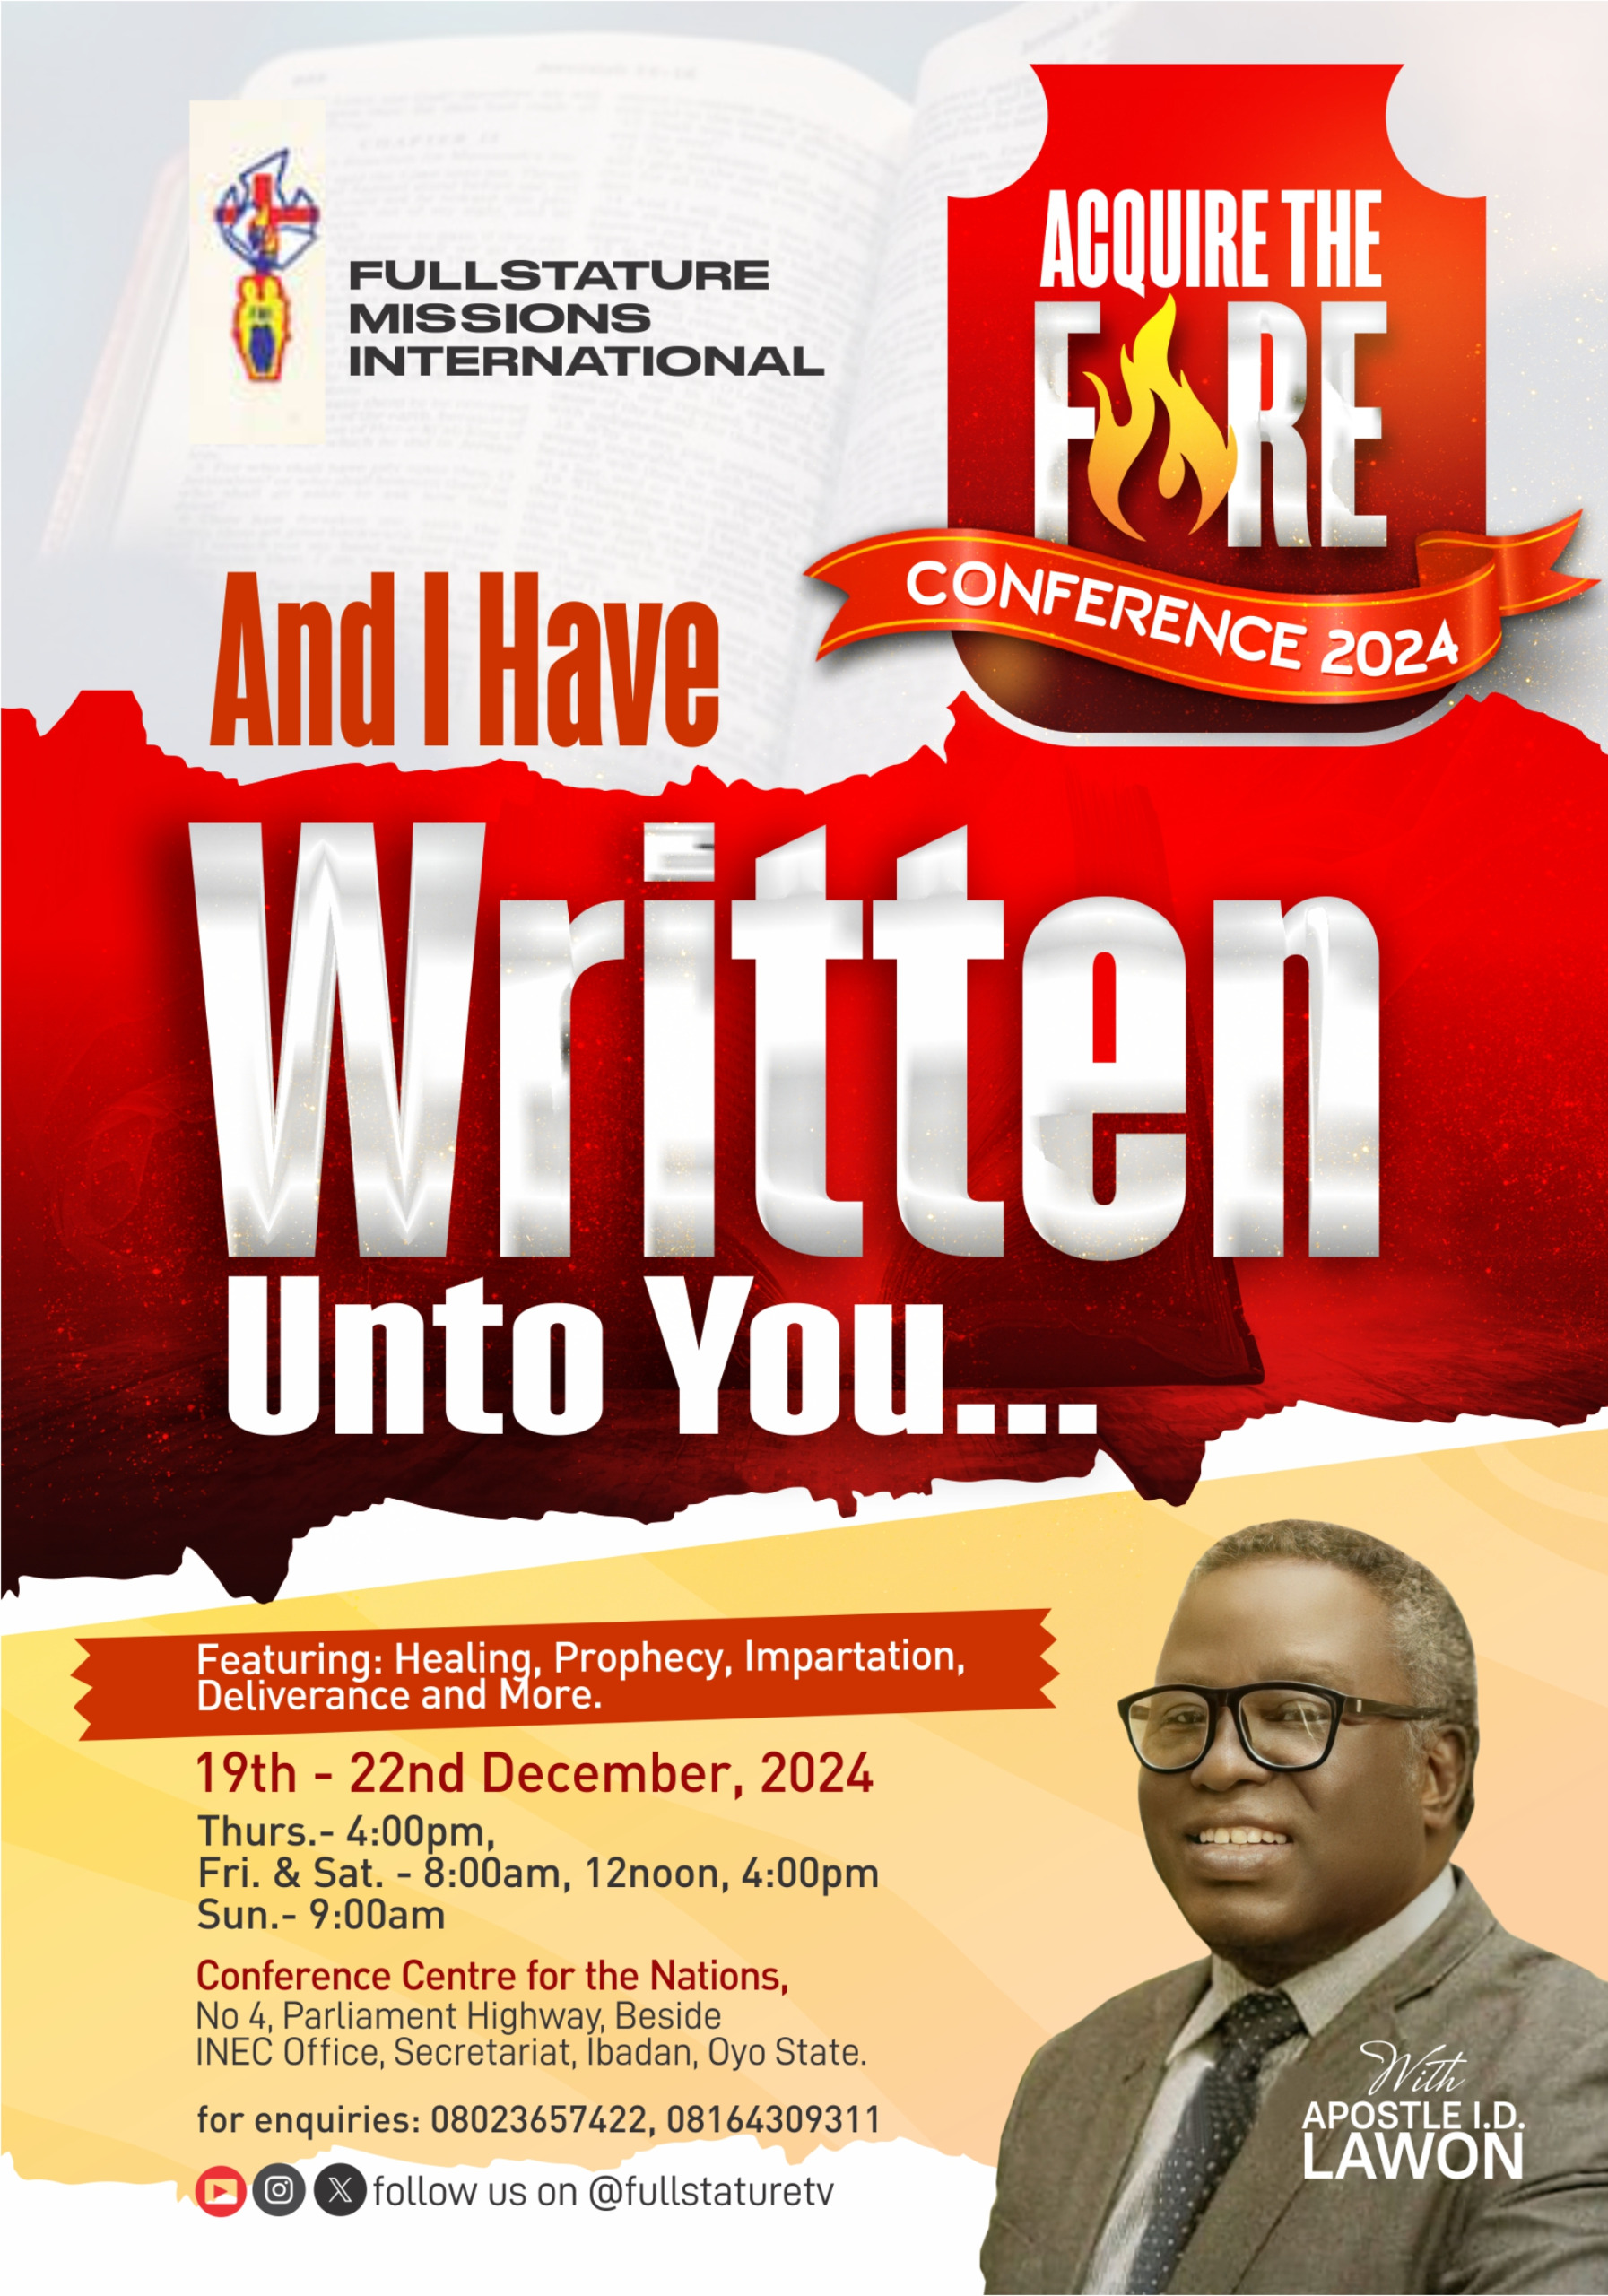 FULLSTATURE
MISSIONS
INTERNATIONAL
ACQUIRE THE
FIRE
CONFERENCE 2024
And I Have
Written
Unto You...
Featuring: Healing, Prophecy, Impartation,
Deliverance and More.
19th - 22nd December, 2024
Thurs.- 4:00pm,
Fri. & Sat. - 8:00am, 12noon, 4:00pm
Sun.- 9:00am
Conference Centre for the Nations,
No 4, Parliament Highway, Beside
INEC Office, Secretariat, Ibadan, Oyo State.
for enquiries: 08023657422, 08164309311
follow us on @fullstaturetv
With
APOSTLE I.D.
LAWON